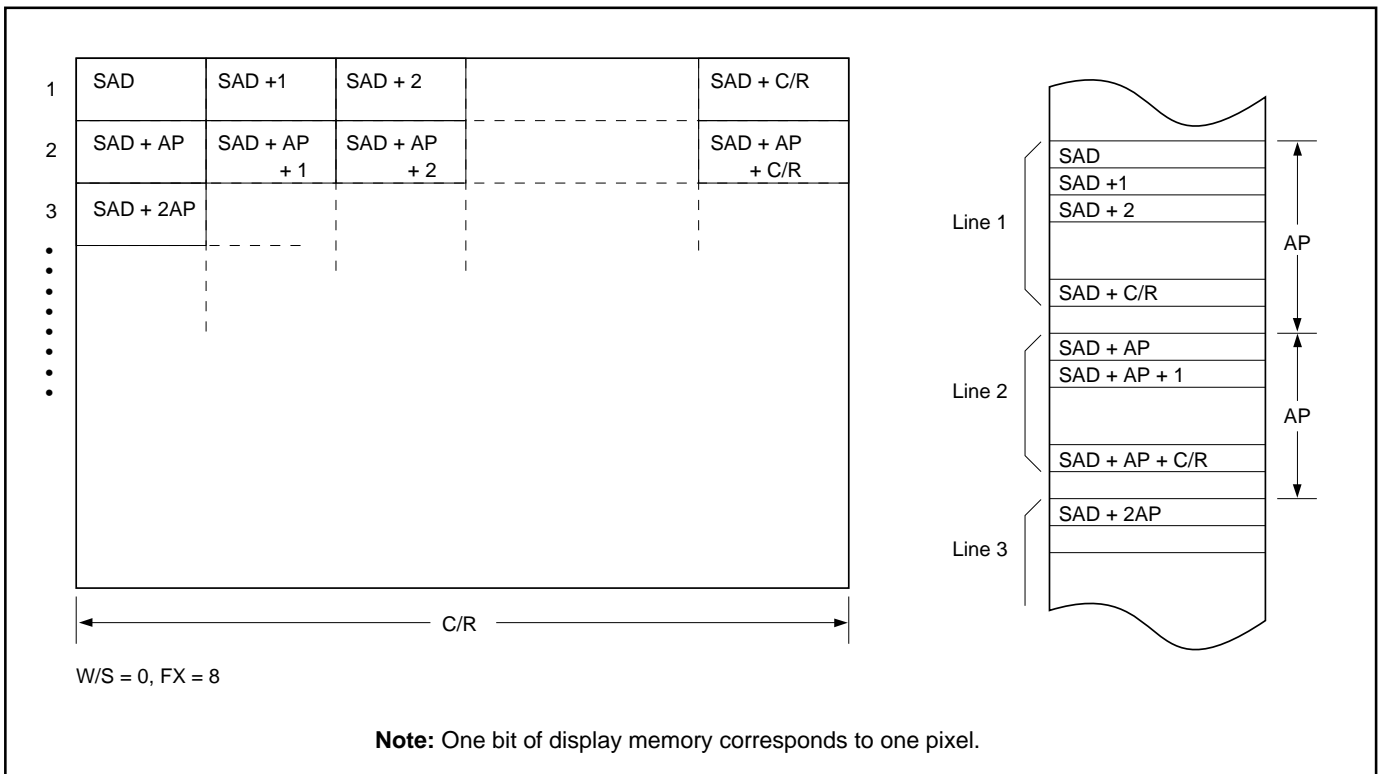 1
SAD
SAD +1
SAD + 2
SAD + C/R
2
SAD + AP
SAD + AP
+ 1
SAD + AP
+ 2
SAD + AP
+ C/R
3
SAD + 2AP
C/R
W/S = 0, FX = 8
Line 1
SAD
SAD +1
SAD + 2
SAD + C/R
AP
Line 2
SAD + AP
SAD + AP + 1
SAD + AP + C/R
AP
Line 3
SAD + 2AP
Note: One bit of display memory corresponds to one pixel.